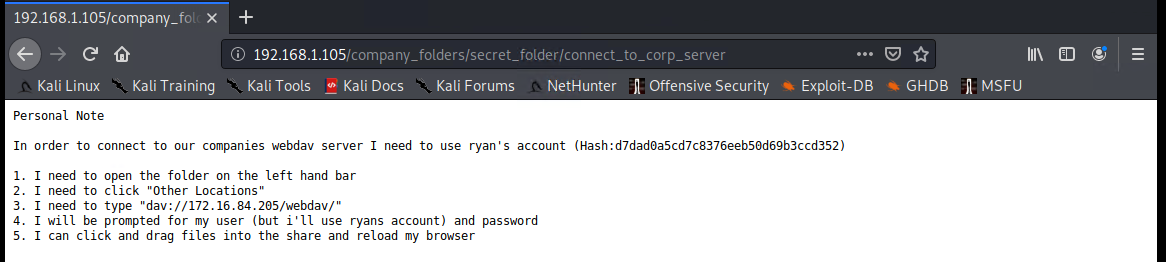 192.168.1.105/company_fol
192.168.1.105/company_folders/secret_folder/connect_to_corp_server
Kali Linux Kali Training Kali Tools Kali Docs Kali Forums NetHunter Offensive Security Exploit-DB GHDB MSFU
Personal Note
In order to connect to our companies webdav server I need to use ryan's account (Hash:d7dad0a5cd7c8376eeb50d69b3ccd352)
1. I need to open the folder on the left hand bar
2. I need to click "Other Locations"
3. I need to type "dav://172.16.84.205/webdav/"
4. I will be prompted for my user (but i'll use ryans account) and password
5. I can click and drag files into the share and reload my browser